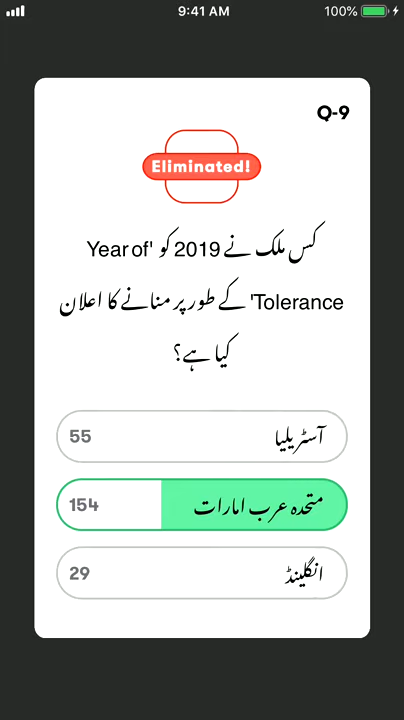 9:41 AM
100%
Q-9
Eliminated!
کس ملک نے 2019 کو 'Year of
Tolerance' کے طور پر منانے کا اعلان
کیا ہے؟
آسٹریلیا 55
متحدہ عرب امارات 154
انگلینڈ 29